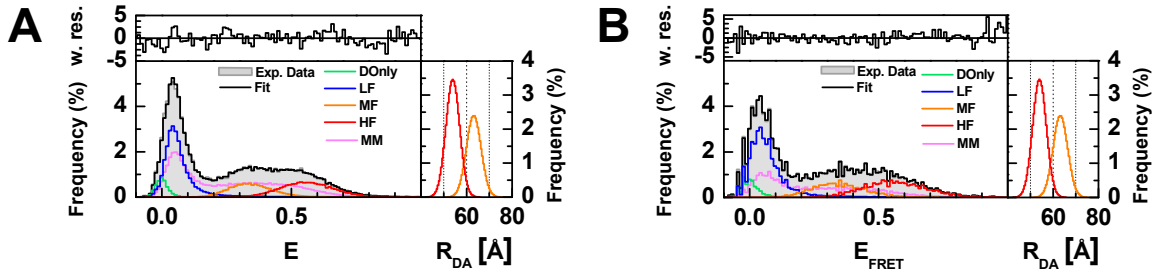 A
w. res.
5
0
-5
Frequency (%)
4
2
0
Exp. Data
Fit
DOnly
LF
MF
HF
MM
4
3
2
1
0
Frequency (%)
0.0
0.5
60
80
E
R_DA [Å]
B
w. res.
5
0
-5
Frequency (%)
4
2
0
Exp. Data
Fit
DOnly
LF
MF
HF
MM
4
3
2
1
0
Frequency (%)
0.0
0.5
60
80
E_FRET
R_DA [Å]